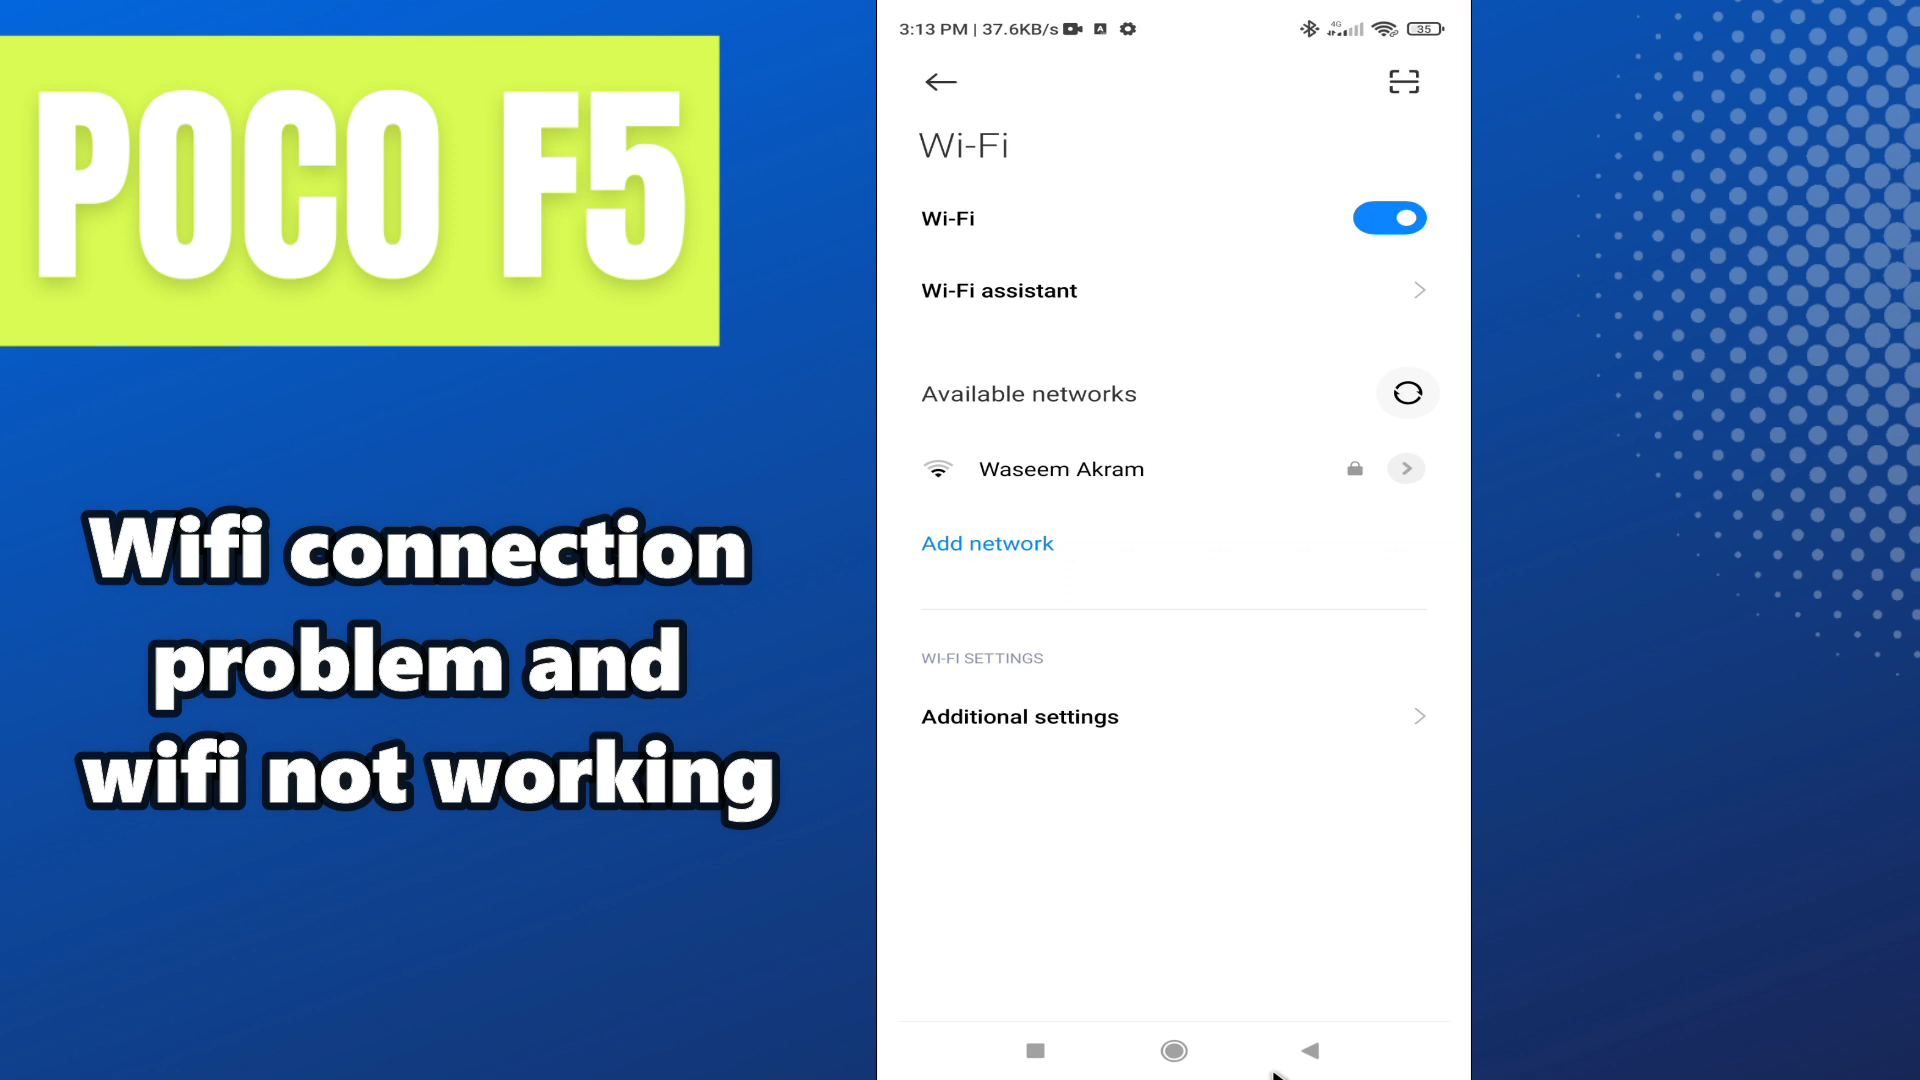 POCO F5
Wifi connection
problem and
wifi not working
3:13 PM | 37.6KB/s
A
4G
35
Wi-Fi
Wi-Fi
Wi-Fi assistant
Available networks
Waseem Akram
Add network
WI-FI SETTINGS
Additional settings